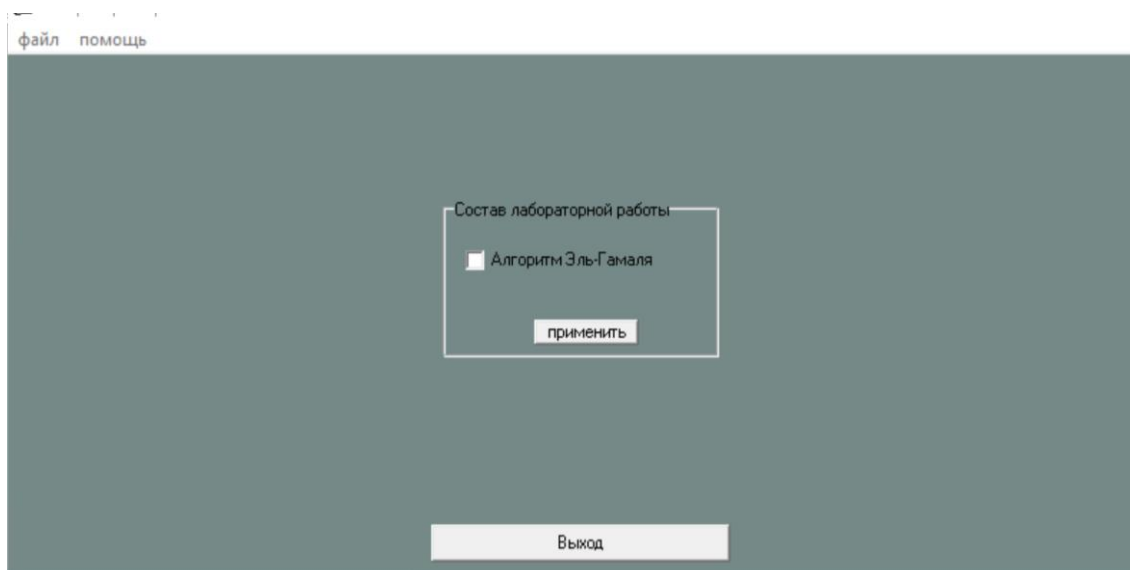 файл помощь
Состав лабораторной работы
Алгоритм Эль-Гамаля
применить
Выход